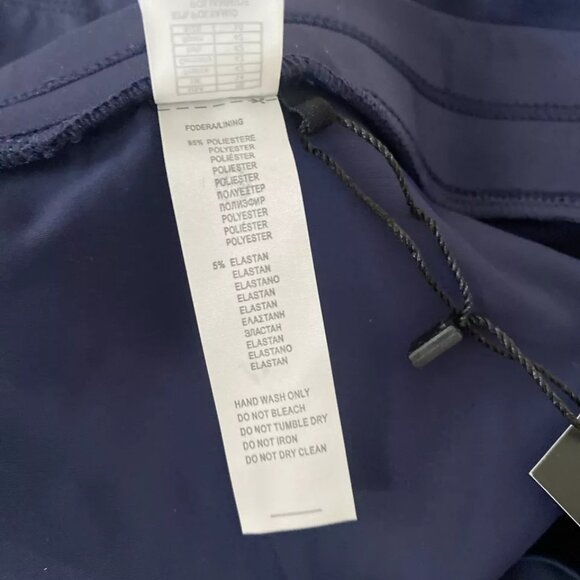 FODERA/LINING
95% POLIESTERE
POLYESTER
POLIÉSTER
POLIESTER
POLIESTER
ΠΟΛΥΕΣΤΕΡ
ПОЛИЭФИР
POLYESTER
POLIÉSTER
POLYESTER
5% ELASTAN
ELASTAN
ELASTANO
ELASTAN
ELASTAN
ΕΛΑΣΤΑΝΗ
ЭЛАСТАН
ELASTAN
ELASTANO
ELASTAN
HAND WASH ONLY
DO NOT BLEACH
DO NOT TUMBLE DRY
DO NOT IRON
DO NOT DRY CLEAN